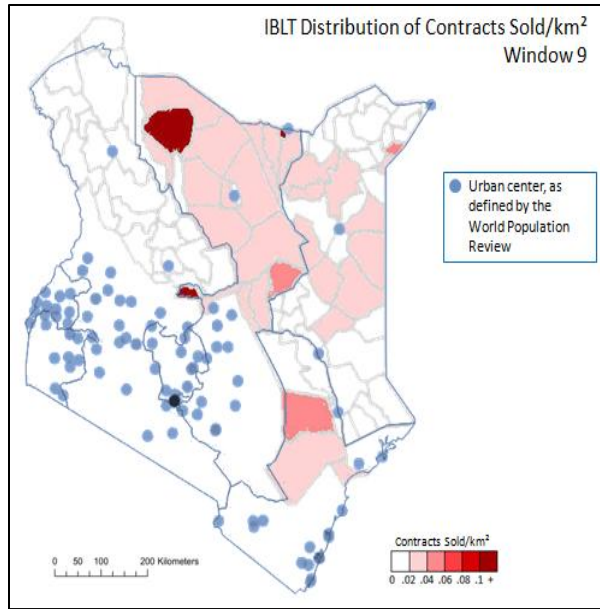 IBLT Distribution of Contracts Sold/km²
Window 9
Urban center, as
defined by the
World Population
Review
Contracts Sold/km²
0 .02 .04 .06 .08 .1 +
0 50 100 200 Kilometers